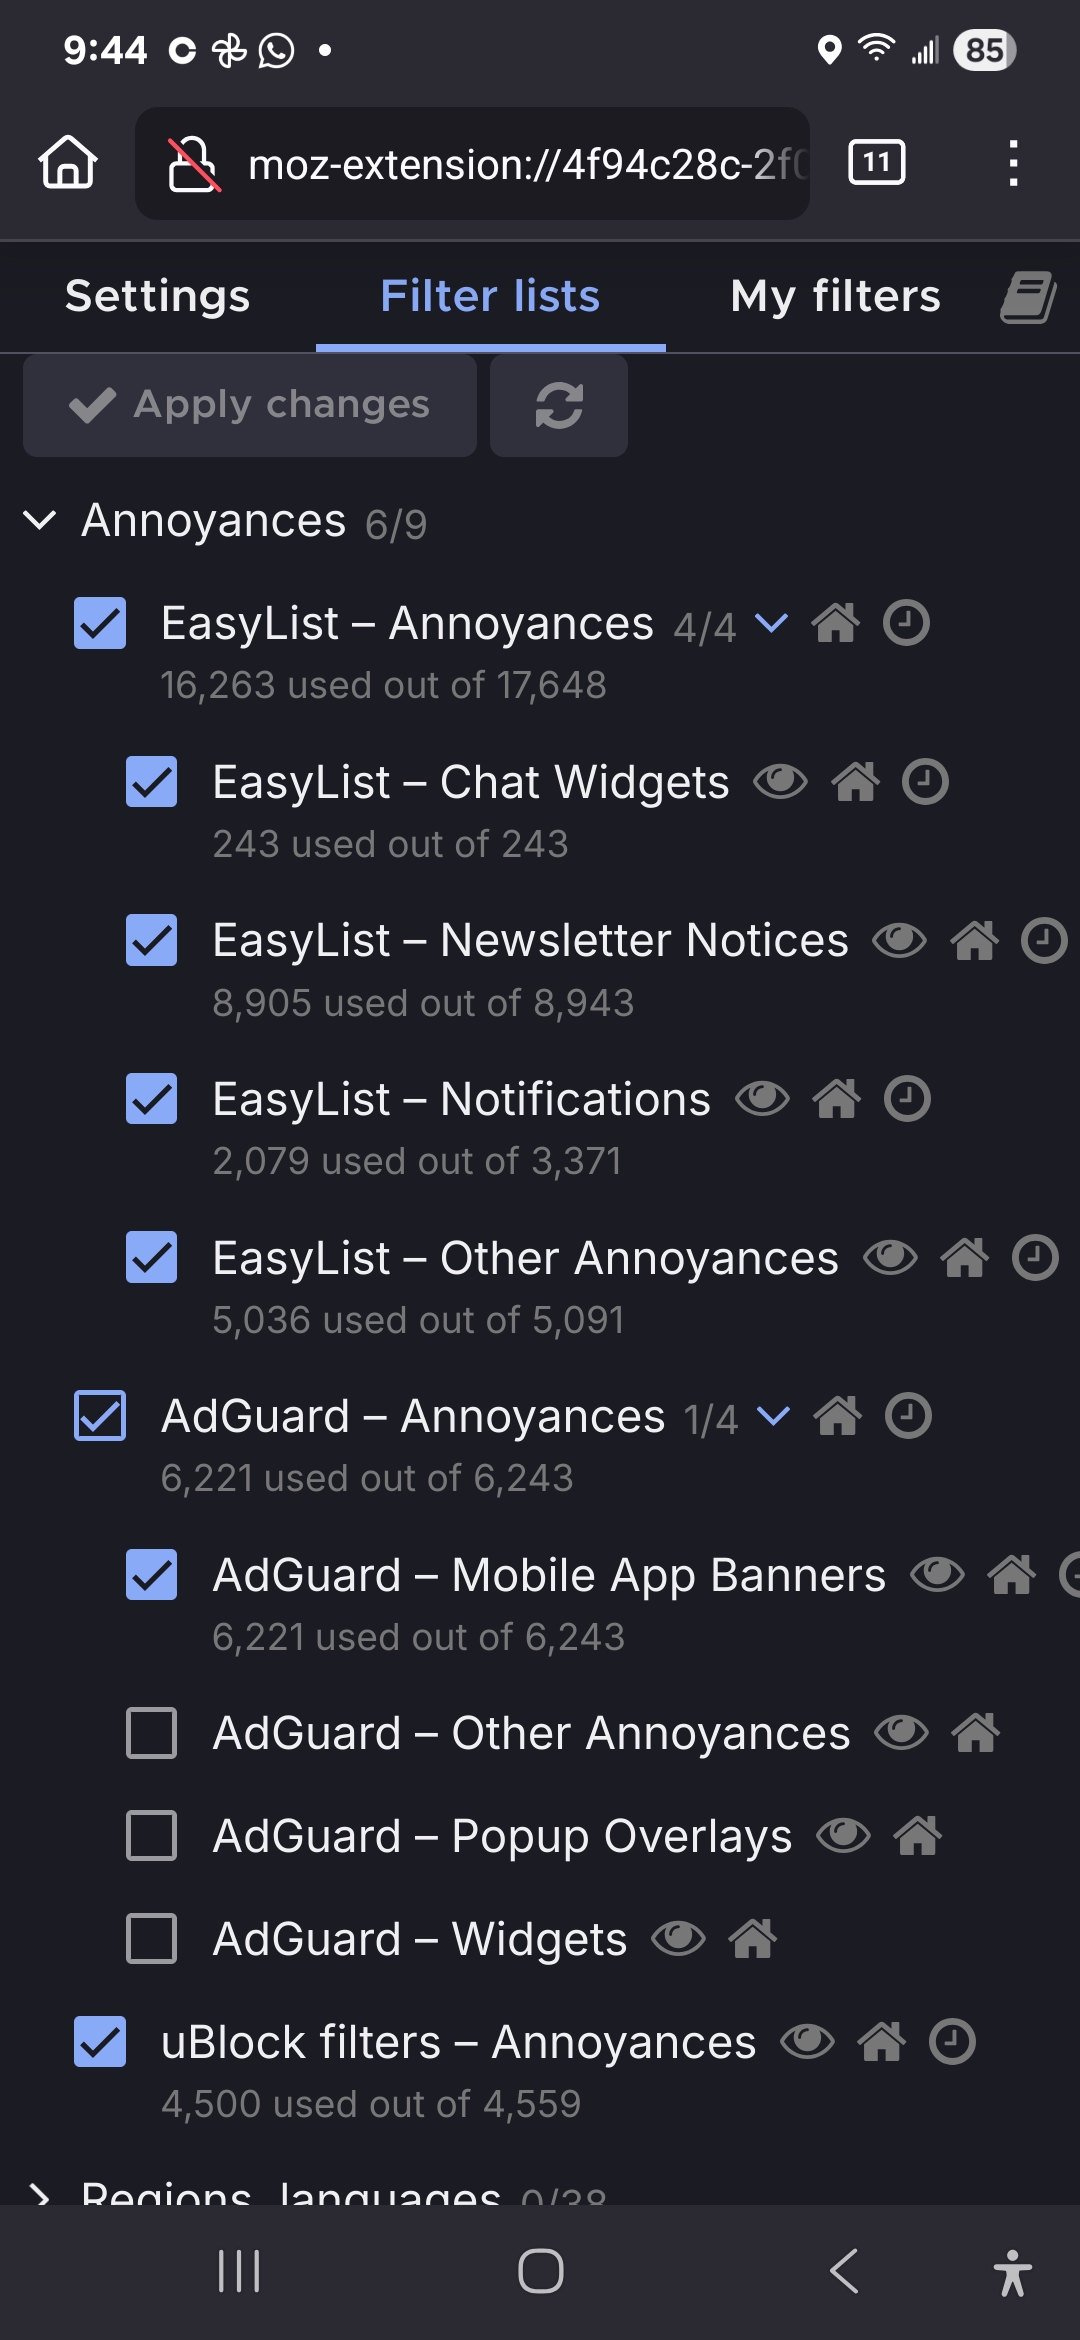 9:44
85
moz-extension://4f94c28c-2f
11
Settings Filter lists My filters
Apply changes
Annoyances 6/9
EasyList – Annoyances 4/4
16,263 used out of 17,648
EasyList – Chat Widgets
243 used out of 243
EasyList – Newsletter Notices
8,905 used out of 8,943
EasyList – Notifications
2,079 used out of 3,371
EasyList – Other Annoyances
5,036 used out of 5,091
AdGuard – Annoyances 1/4
6,221 used out of 6,243
AdGuard – Mobile App Banners
6,221 used out of 6,243
AdGuard – Other Annoyances
AdGuard – Popup Overlays
AdGuard – Widgets
uBlock filters – Annoyances
4,500 used out of 4,559
Regions, languages 0/38